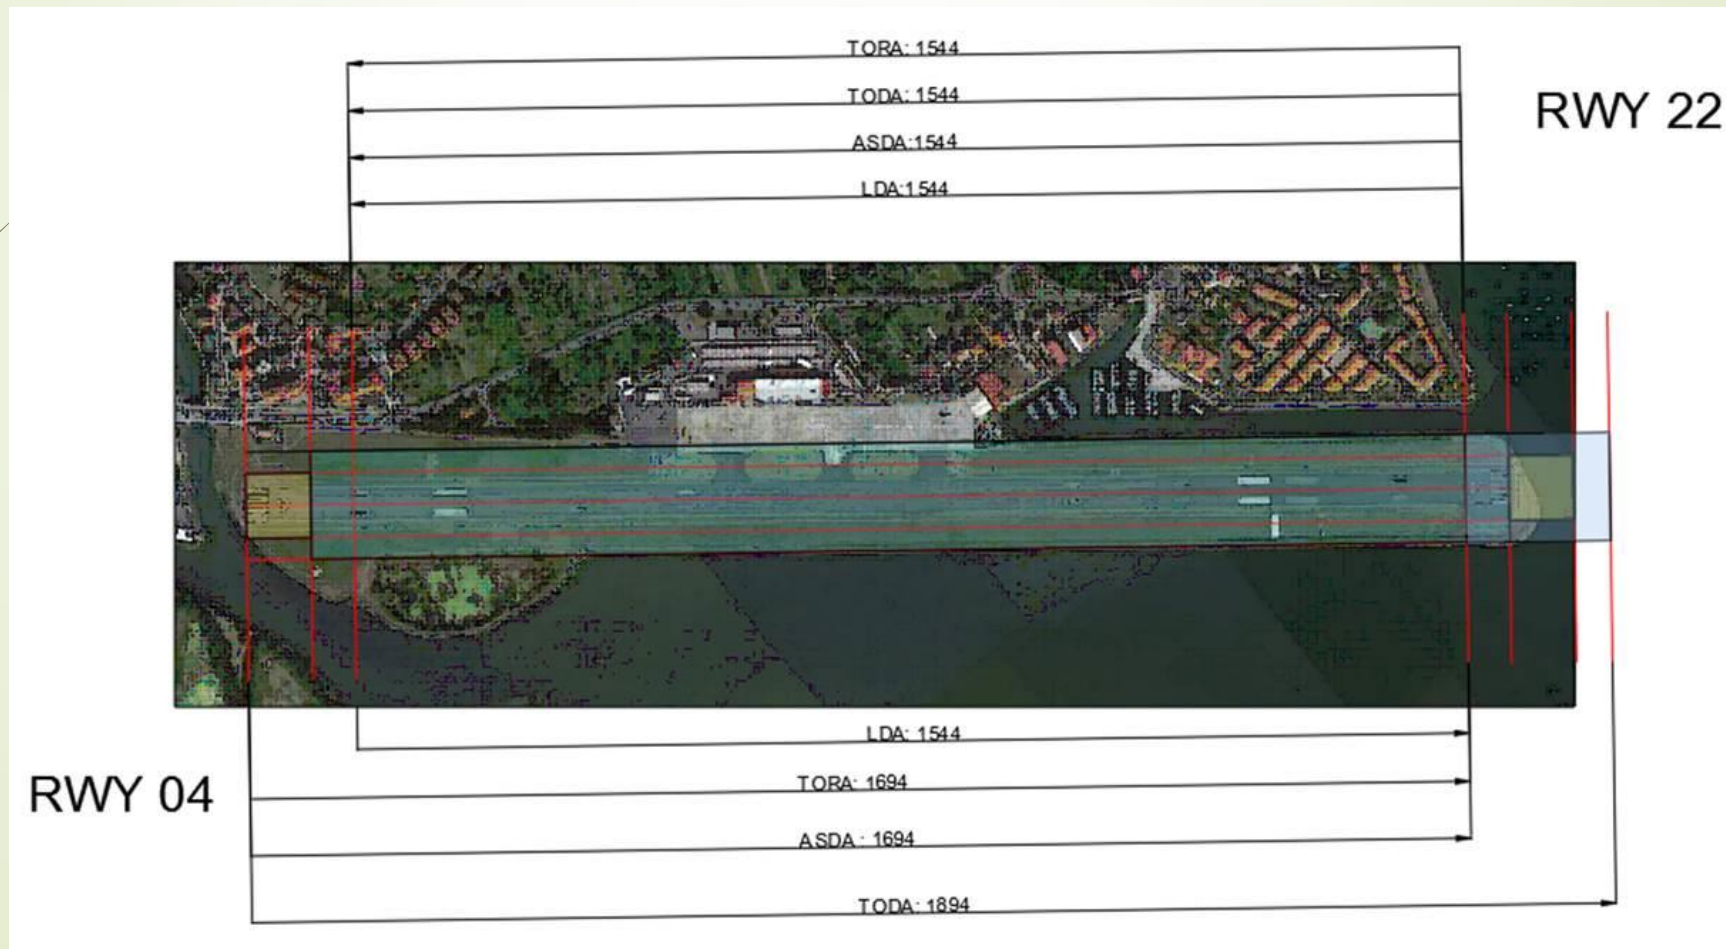 TORA: 1544
TODA: 1544
RWY 22
ASDA:1544
LDA:1544
LDA: 1544
RWY 04
TORA: 1694
ASDA : 1694
TODA: 1894